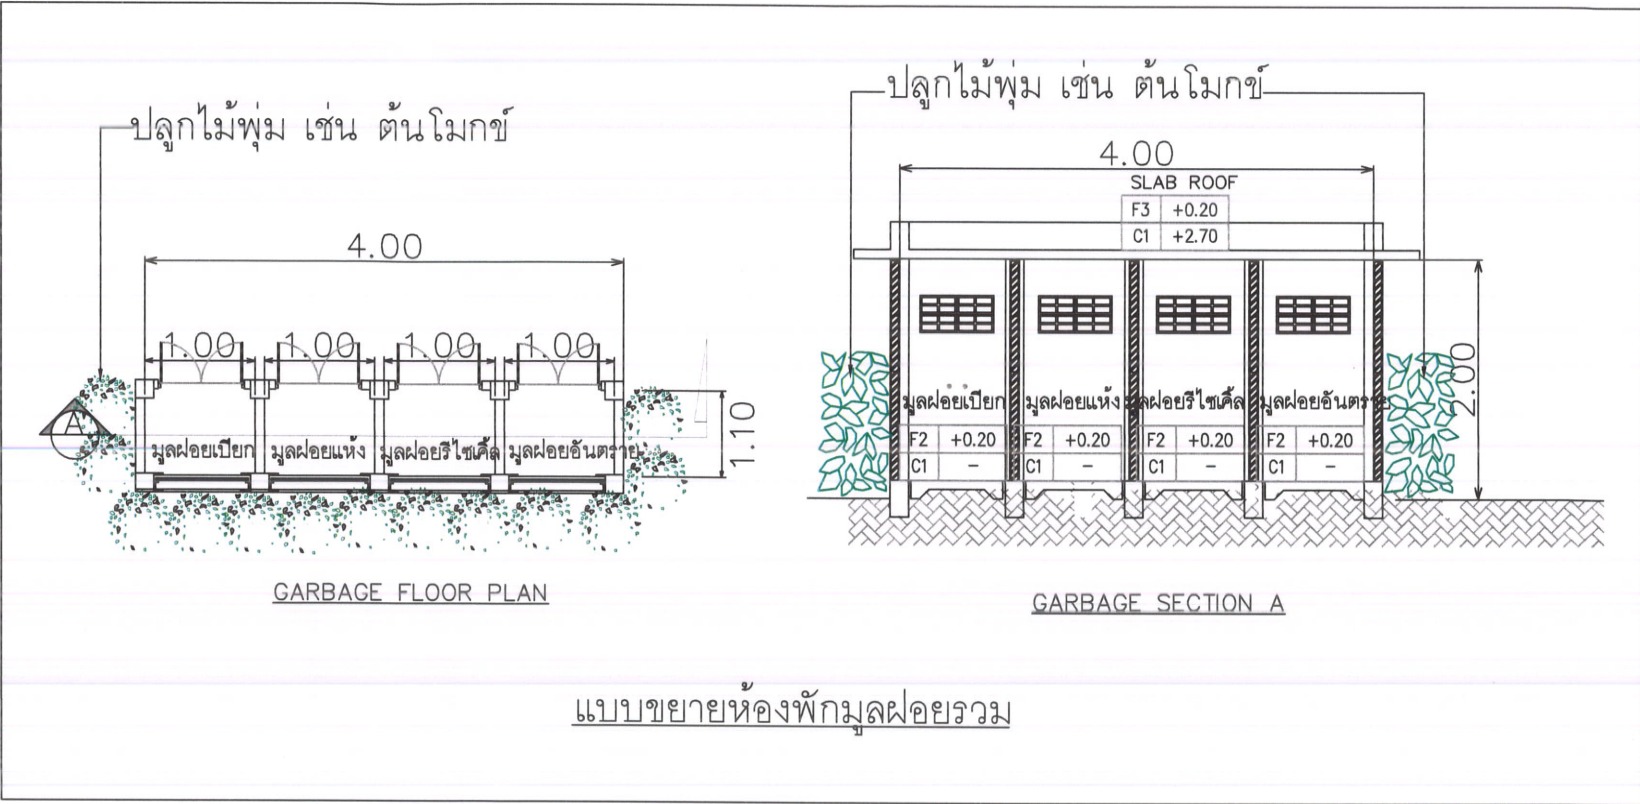 ปลูกไม้พุ่ม เช่น ต้นโมกข์
4.00
1.00 1.00 1.00 1.00
A
มูลฝอยเปียก มูลฝอยแห้ง มูลฝอยรีไซเคิ้ล มูลฝอยอันตราย
1.10
GARBAGE FLOOR PLAN
ปลูกไม้พุ่ม เช่น ต้นโมกข์
4.00
SLAB ROOF
F3 +0.20
C1 +2.70
มูลฝอยเปียก มูลฝอยแห้ง มูลฝอยรีไซเคิ้ล มูลฝอยอันตราย
2.00
F2 +0.20 F2 +0.20 F2 +0.20 F2 +0.20
C1 - C1 - C1 - C1 -
GARBAGE SECTION A
แบบขยายห้องพักมูลฝอยรวม